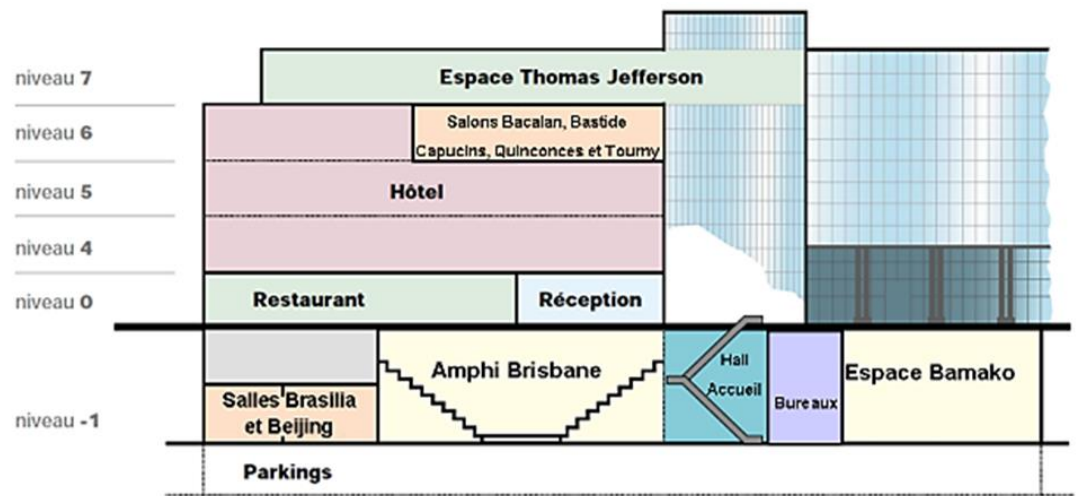 niveau 7
Espace Thomas Jefferson
niveau 6
Salons Bacalan, Bastide
Capucins, Quinconces et Tourny
niveau 5
Hôtel
niveau 4
niveau 0
Restaurant
Réception
Amphi Brisbane
Hall
Accueil
Bureaux
Espace Bamako
Salles Brasilia
et Beijing
niveau -1
Parkings